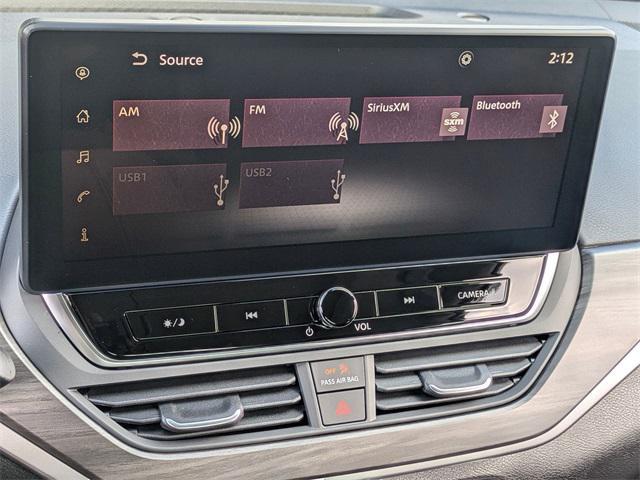 Source 2:12
AM FM SiriusXM Bluetooth
sxm
USB1 USB2
VOL CAMERA
OFF
PASS AIR BAG